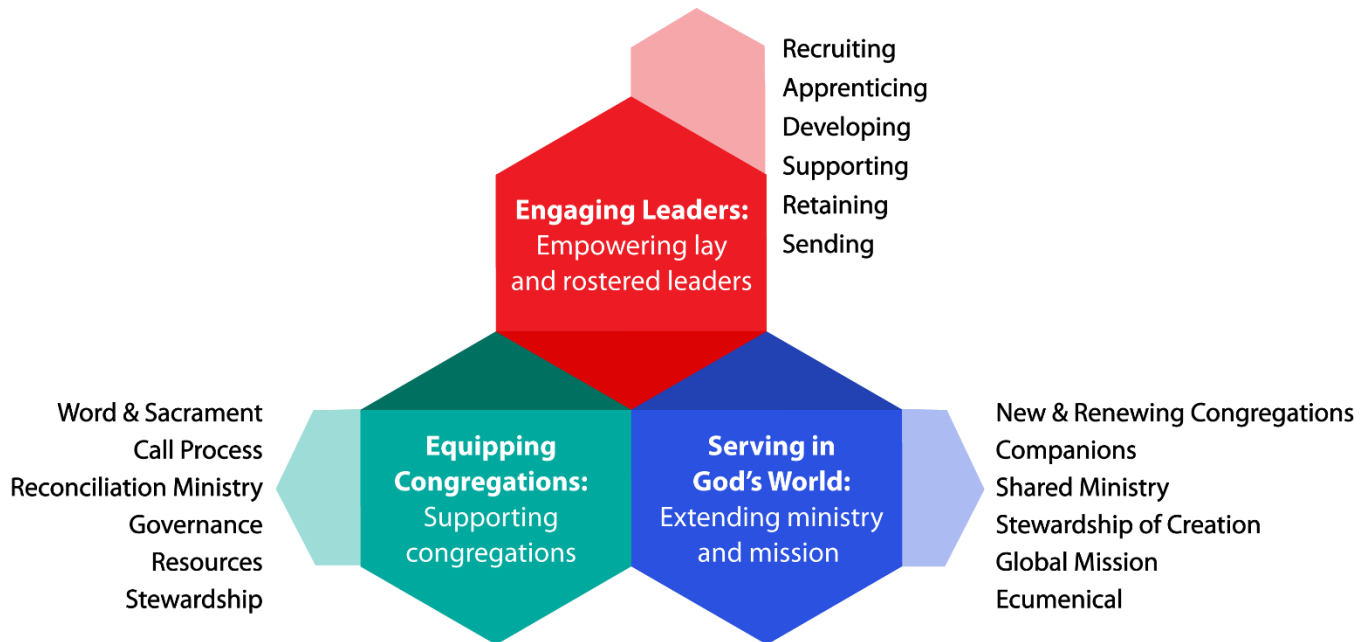 Recruiting
Apprenticing
Developing
Supporting
Retaining
Sending
Engaging Leaders:
Empowering lay
and rostered leaders
Word & Sacrament
Call Process
Reconciliation Ministry
Governance
Resources
Stewardship
Equipping
Congregations:
Supporting
congregations
Serving in
God’s World:
Extending ministry
and mission
New & Renewing Congregations
Companions
Shared Ministry
Stewardship of Creation
Global Mission
Ecumenical